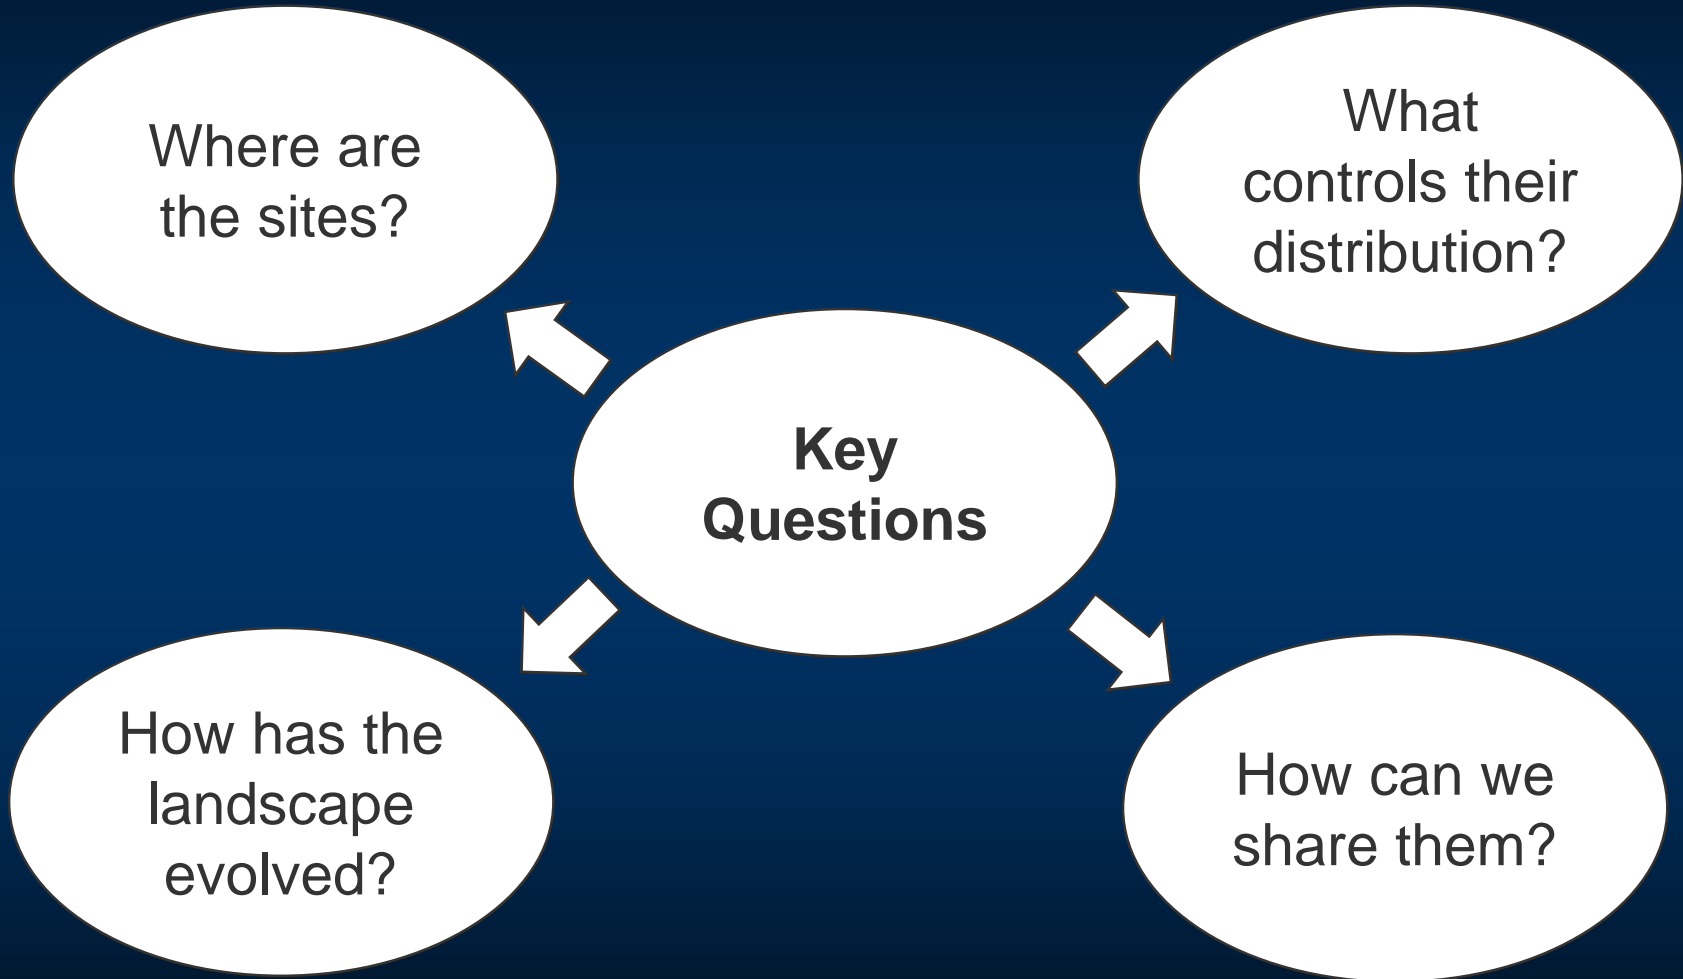 Where are
the sites?
What
controls their
distribution?
Key
Questions
How has the
landscape
evolved?
How can we
share them?